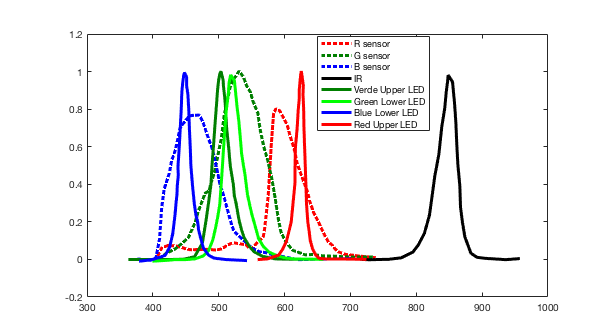 1.2
1
0.8
0.6
0.4
0.2
0
-0.2
300
400
500
600
700
800
900
1000
R sensor
G sensor
B sensor
IR
Verde Upper LED
Green Lower LED
Blue Lower LED
Red Upper LED